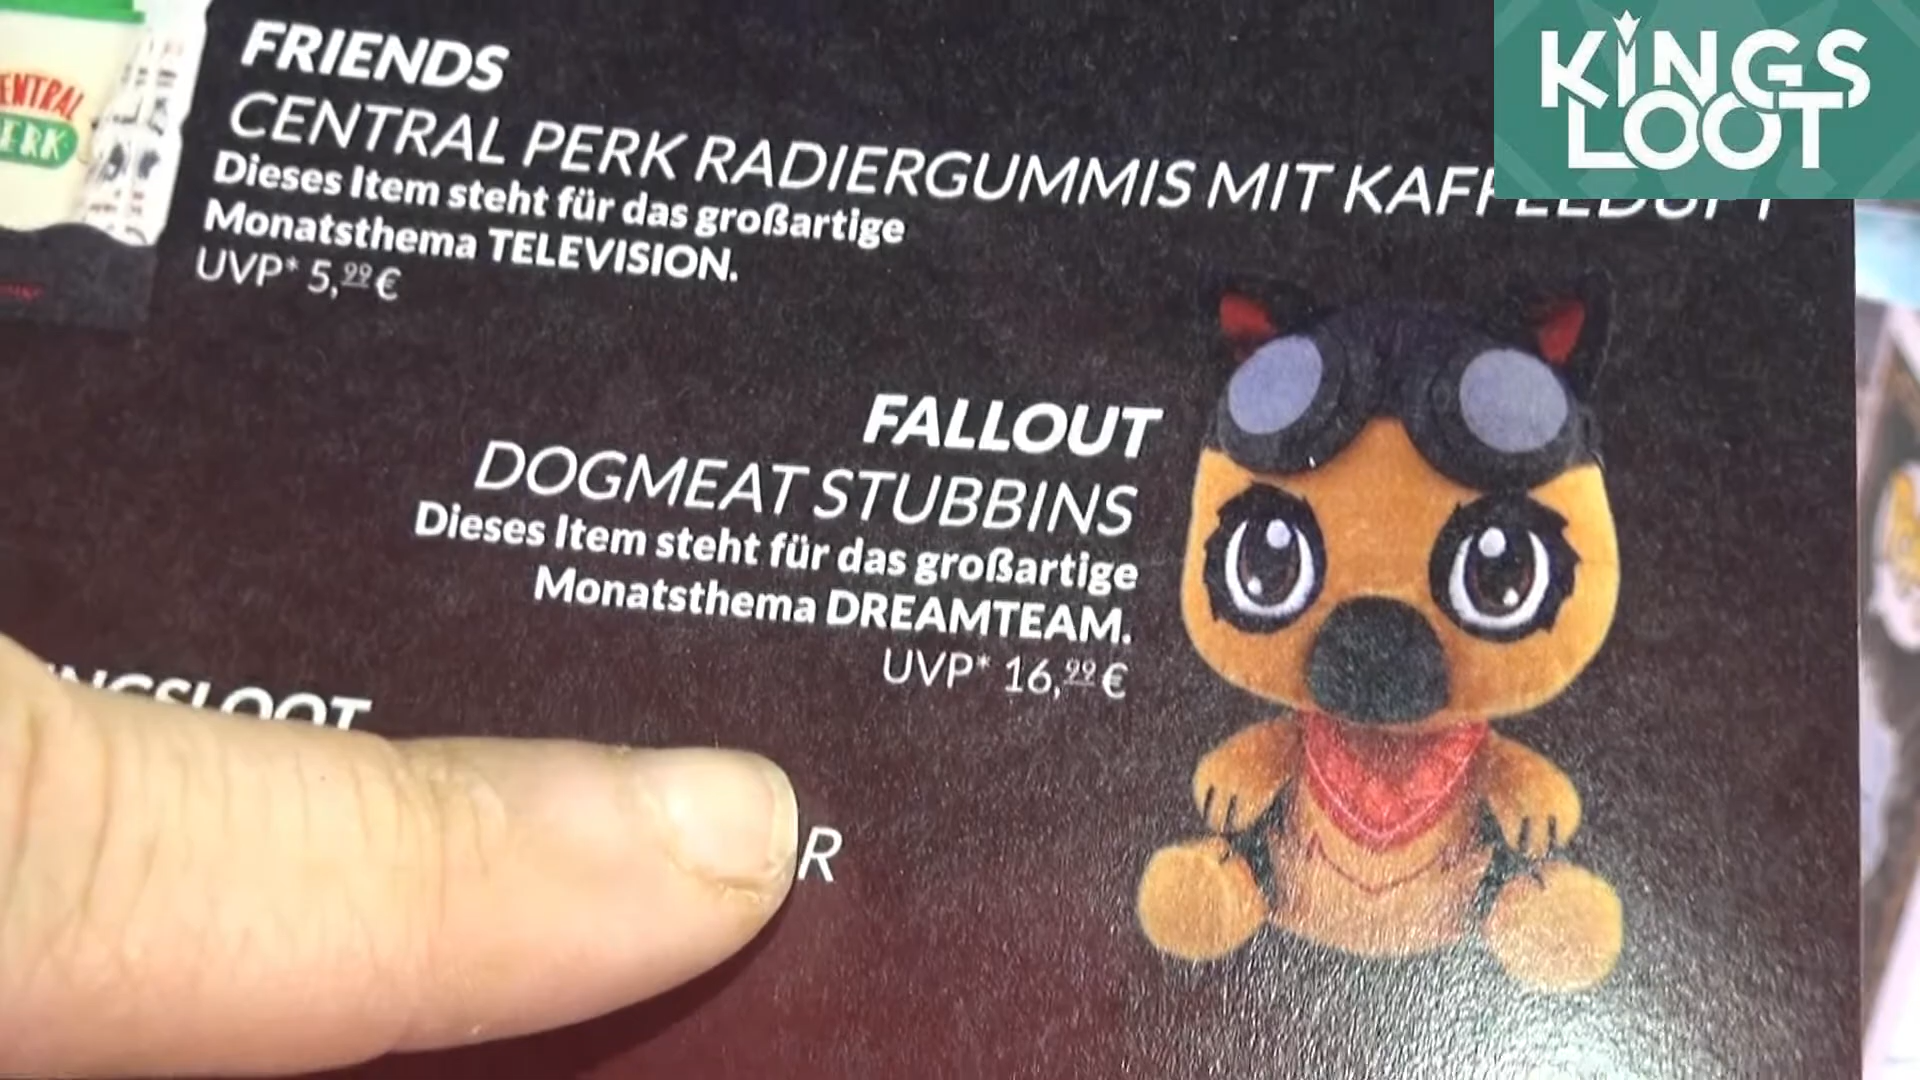 FRIENDS
CENTRAL PERK RADIERGUMMIS MIT
Dieses Item steht für das großartige
Monatsthema TELEVISION.
UVP* 5,99 €
FALLOUT
DOGMEAT STUBBINS
Dieses Item steht für das großartige
Monatsthema DREAMTEAM.
UVP* 16,99 €
KINGS
LOOT